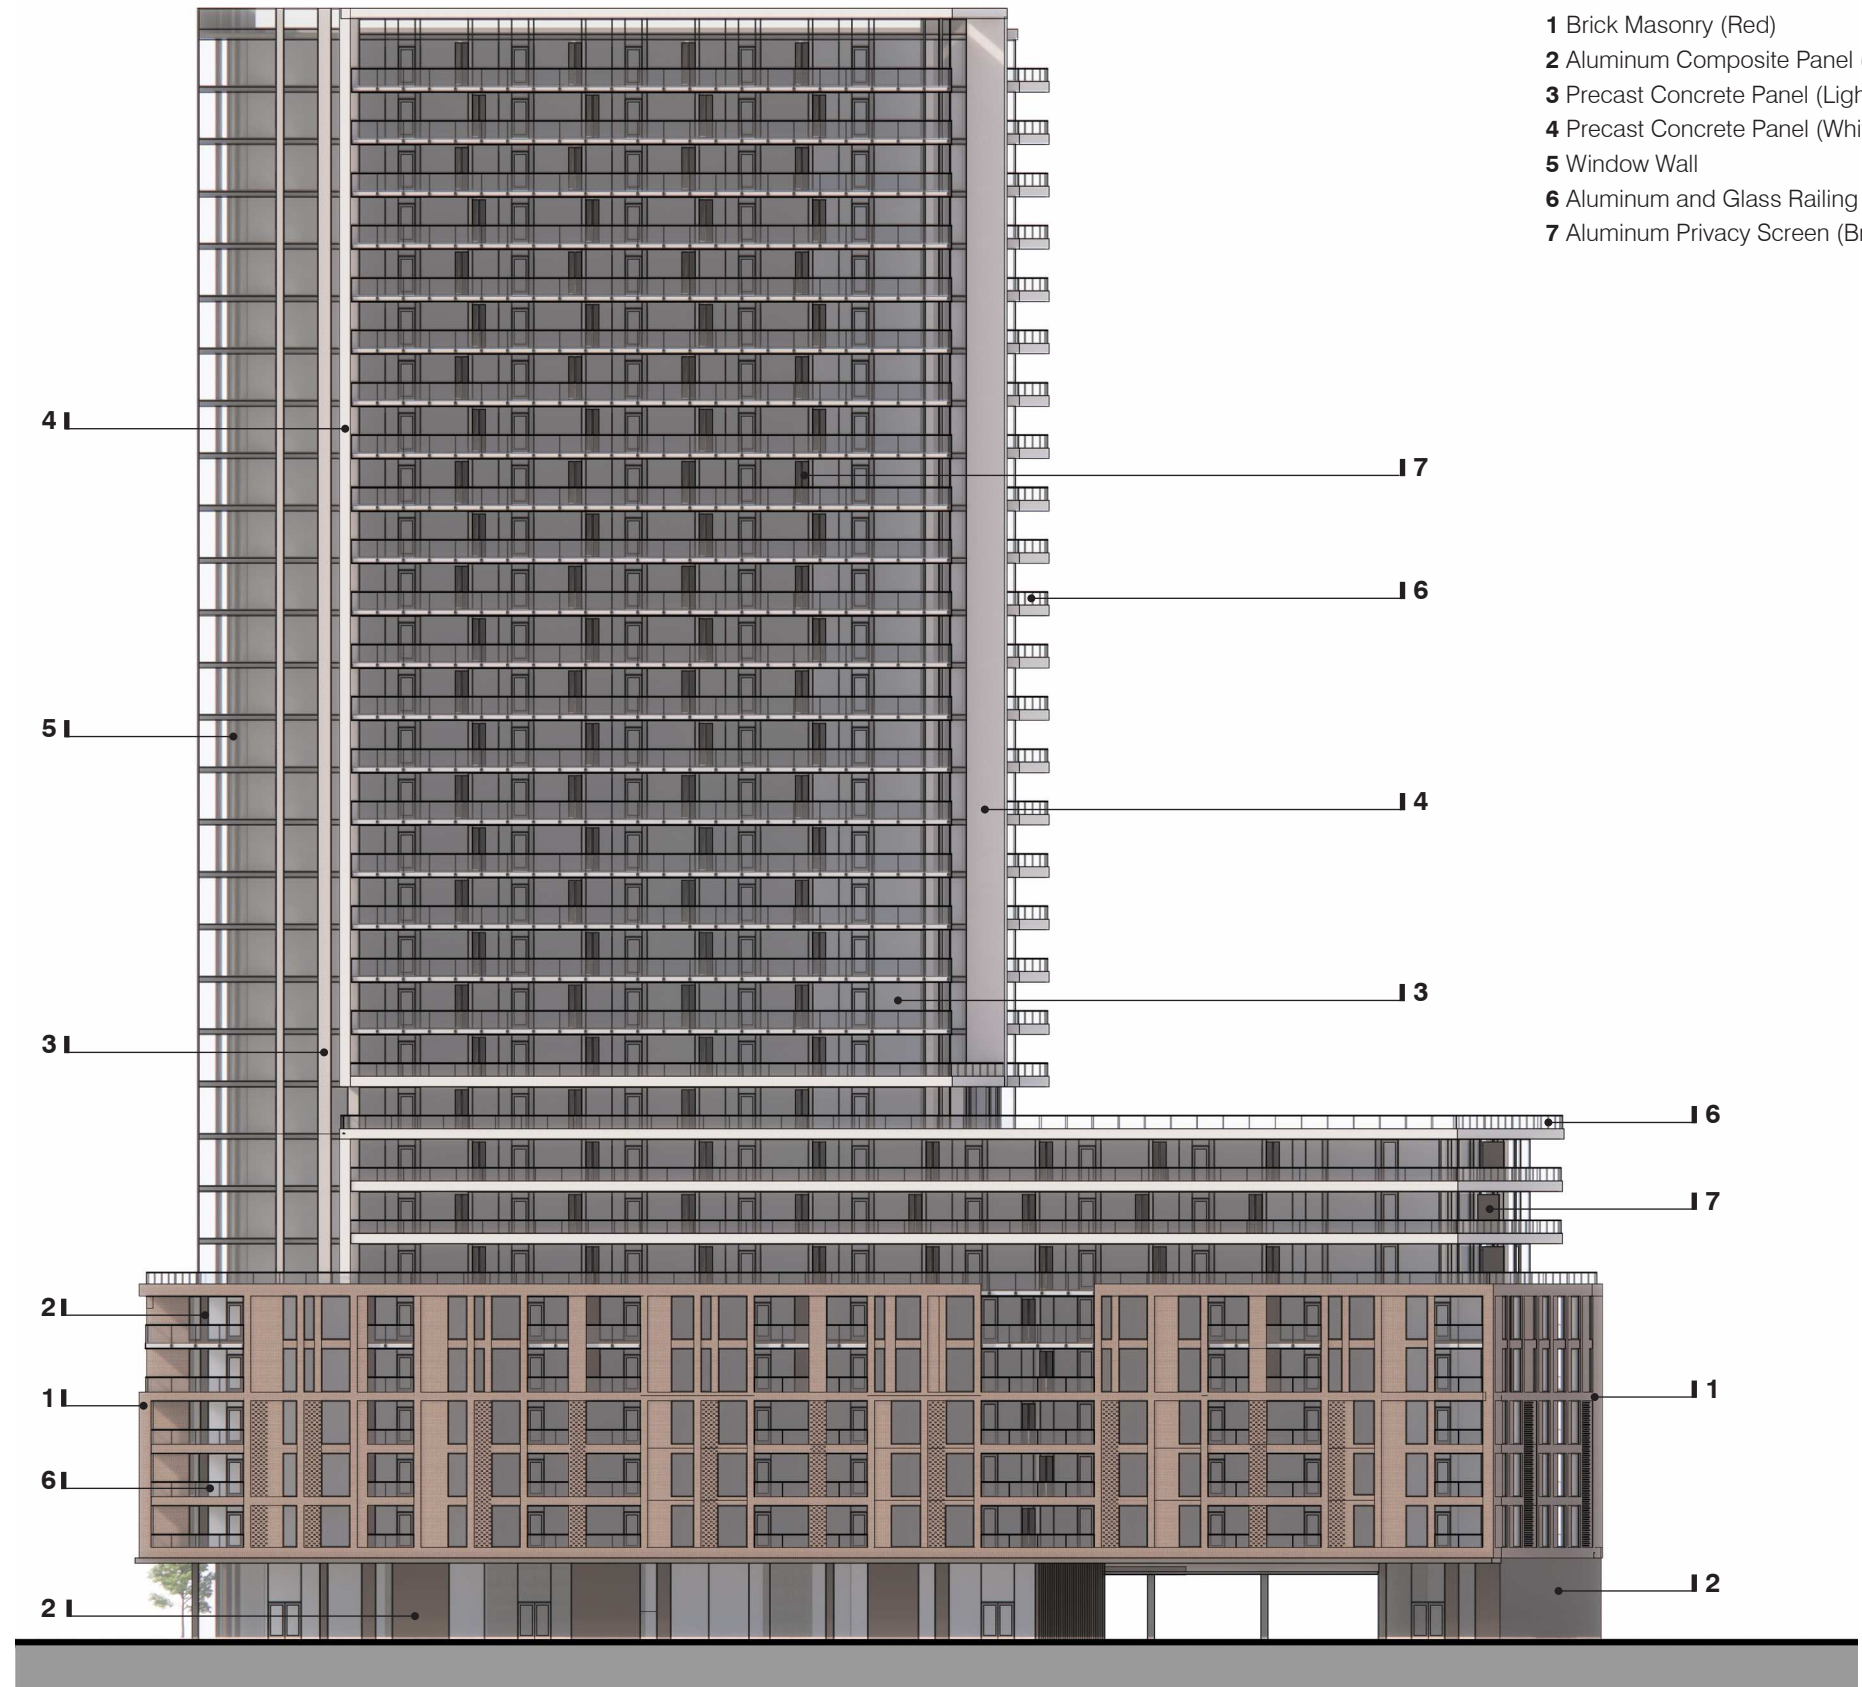 1 Brick Masonry (Red)
2 Aluminum Composite Panel
3 Precast Concrete Panel
4 Precast Concrete Panel
5 Window Wall
6 Aluminum and Glass Railing
7 Aluminum Privacy Screen
4
7
6
5
4
3
3
6
7
2
1
1
6
2
2